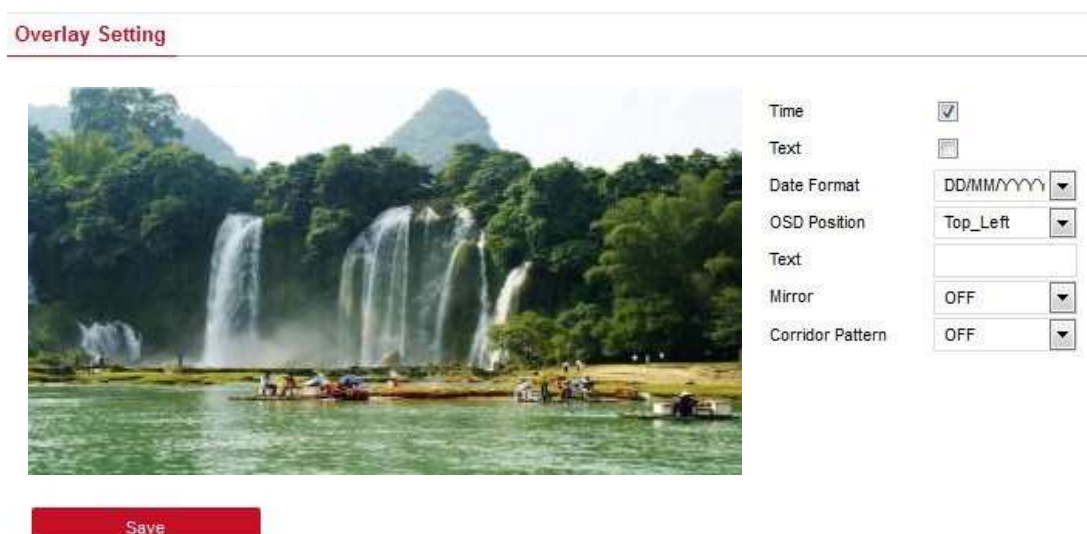 Overlay Setting
Time
Text
Date Format DD/MM/YYYY
OSD Position Top_Left
Text
Mirror OFF
Corridor Pattern OFF
Save